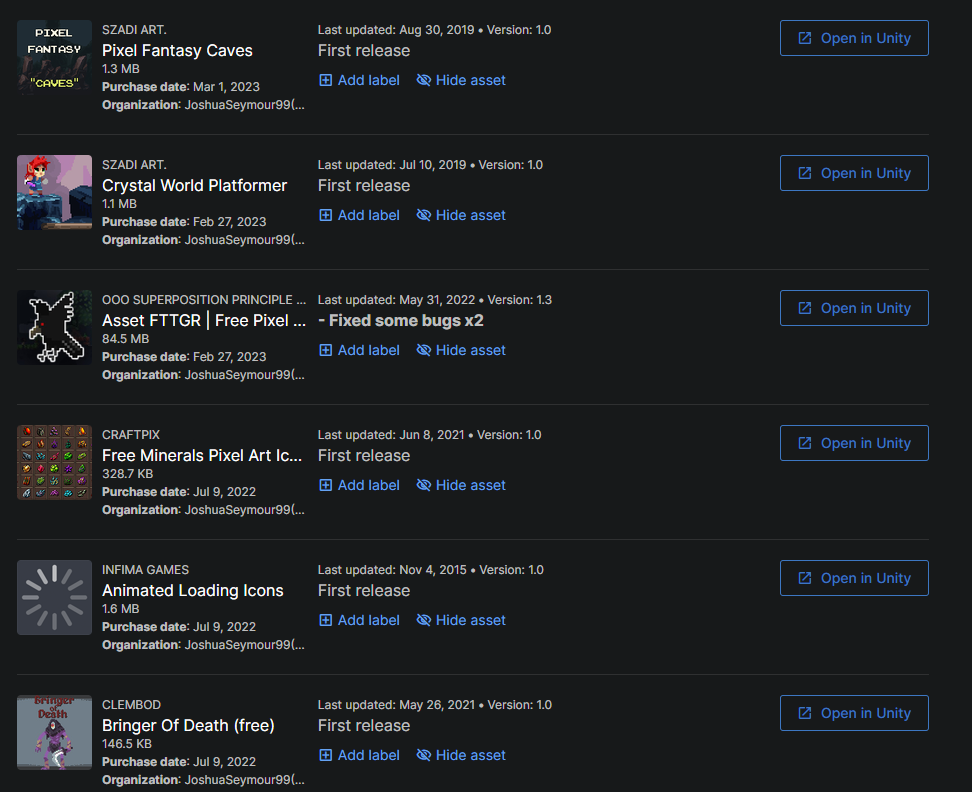 PIXEL
FANTASY
"CAVES"
SZADI ART.
Pixel Fantasy Caves
1.3 MB
Purchase date: Mar 1, 2023
Organization: JoshuaSeymour99(...
Last updated: Aug 30, 2019 • Version: 1.0
First release
Add label Hide asset
Open in Unity
SZADI ART.
Crystal World Platformer
1.1 MB
Purchase date: Feb 27, 2023
Organization: JoshuaSeymour99(...
Last updated: Jul 10, 2019 • Version: 1.0
First release
Add label Hide asset
Open in Unity
OOO SUPERPOSITION PRINCIPLE ...
Asset FTTGR | Free Pixel ...
84.5 MB
Purchase date: Feb 27, 2023
Organization: JoshuaSeymour99(...
Last updated: May 31, 2022 • Version: 1.3
- Fixed some bugs x2
Add label Hide asset
Open in Unity
CRAFTPIX
Free Minerals Pixel Art Ic...
328.7 KB
Purchase date: Jul 9, 2022
Organization: JoshuaSeymour99(...
Last updated: Jun 8, 2021 • Version: 1.0
First release
Add label Hide asset
Open in Unity
INFIMA GAMES
Animated Loading Icons
1.6 MB
Purchase date: Jul 9, 2022
Organization: JoshuaSeymour99(...
Last updated: Nov 4, 2015 • Version: 1.0
First release
Add label Hide asset
Open in Unity
Bringer
of
Death
CLEMBOD
Bringer Of Death (free)
146.5 KB
Purchase date: Jul 9, 2022
Organization: JoshuaSeymour99(...
Last updated: May 26, 2021 • Version: 1.0
First release
Add label Hide asset
Open in Unity